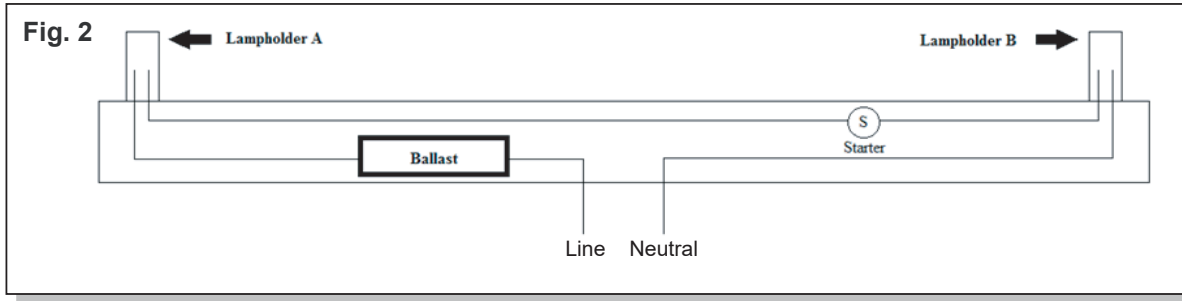 Fig. 2
Lampholder A
Lampholder B
S
Starter
Ballast
Line Neutral